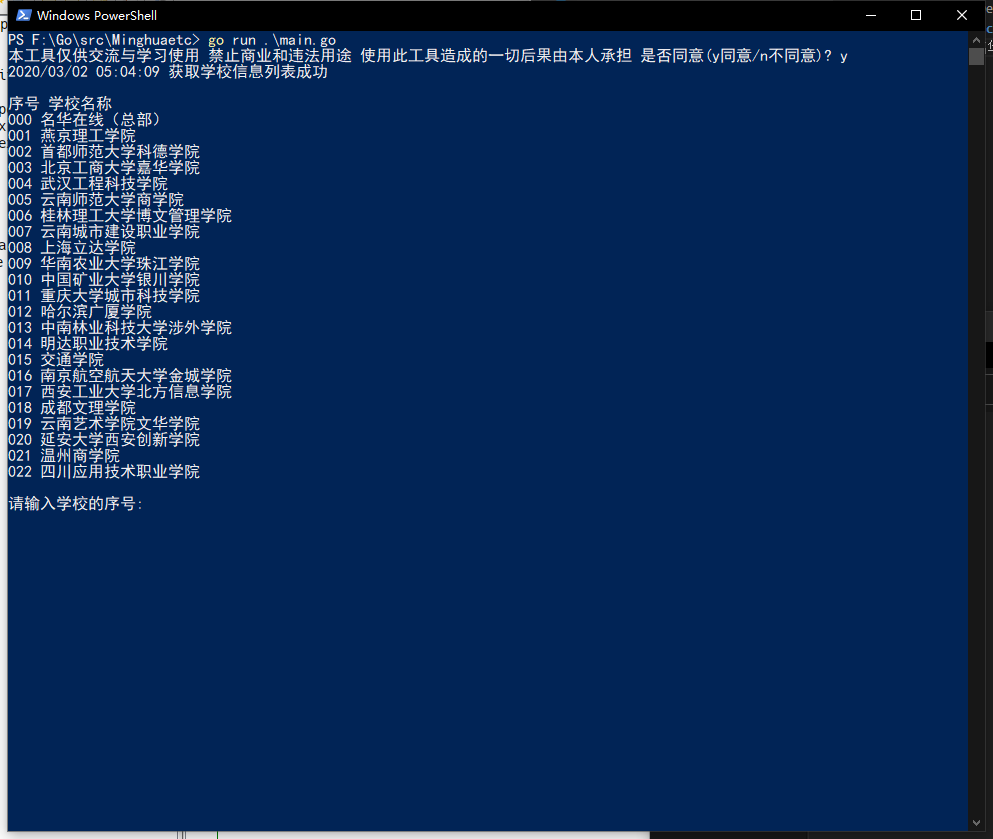 Windows PowerShell
PS F:\Go\src\Minghuaetc> go run .\main.go
本工具仅供交流与学习使用 禁止商业和违法用途 使用此工具造成的一切后果由本人承担 是否同意(y同意/n不同意)? y
2020/03/02 05:04:09 获取学校信息列表成功
序号 学校名称
000 名华在线（总部）
001 燕京理工学院
002 首都师范大学科德学院
003 北京工商大学嘉华学院
004 武汉工程科技学院
005 云南师范大学商学院
006 桂林理工大学博文管理学院
007 云南城市建设职业学院
008 上海立达学院
009 华南农业大学珠江学院
010 中国矿业大学银川学院
011 重庆大学城市科技学院
012 哈尔滨广厦学院
013 中南林业科技大学涉外学院
014 明达职业技术学院
015 交通学院
016 南京航空航天大学金城学院
017 西安工业大学北方信息学院
018 成都文理学院
019 云南艺术学院文华学院
020 延安大学西安创新学院
021 温州商学院
022 四川应用技术职业学院
请输入学校的序号: